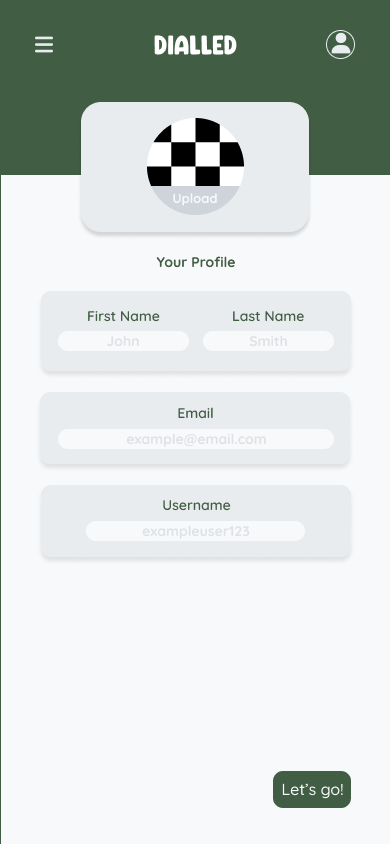 DIALLED
Upload
Your Profile
First Name Last Name
John Smith
Email
example@email.com
Username
exampleuser123
Let's go!